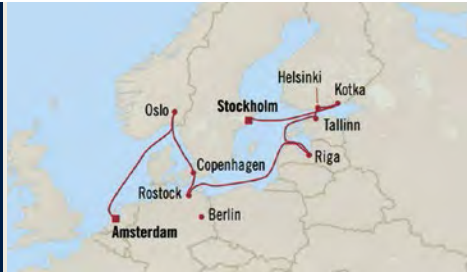 Helsinki
Kotka
Oslo
Stockholm
Tallinn
Copenhagen
Riga
Rostock
Berlin
Amsterdam